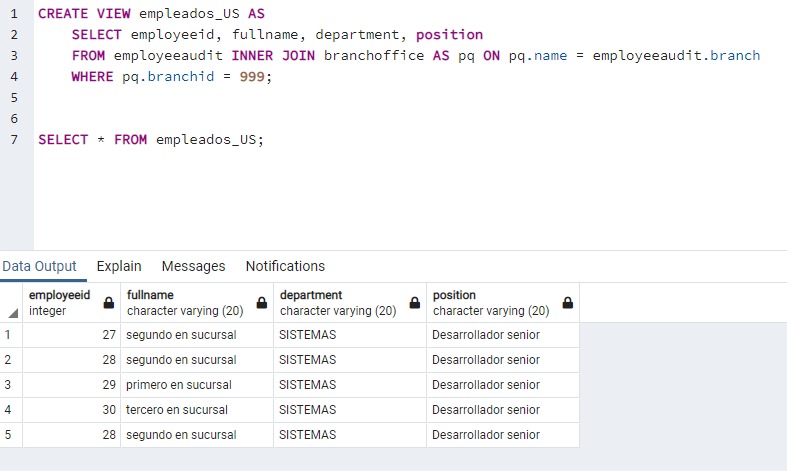 1 CREATE VIEW empleados_US AS
2 SELECT employeeid, fullname, department, position
3 FROM employeeaudit INNER JOIN branchoffice AS pq ON pq.name = employeeaudit.branch
4 WHERE pq.branchid = 999;
5
6
7 SELECT * FROM empleados_US;
Data Output Explain Messages Notifications
employeeid fullname department position
integer character varying (20) character varying (20) character varying (20)
1 27 segundo en sucursal SISTEMAS Desarrollador senior
2 28 segundo en sucursal SISTEMAS Desarrollador senior
3 29 primero en sucursal SISTEMAS Desarrollador senior
4 30 tercero en sucursal SISTEMAS Desarrollador senior
5 28 segundo en sucursal SISTEMAS Desarrollador senior